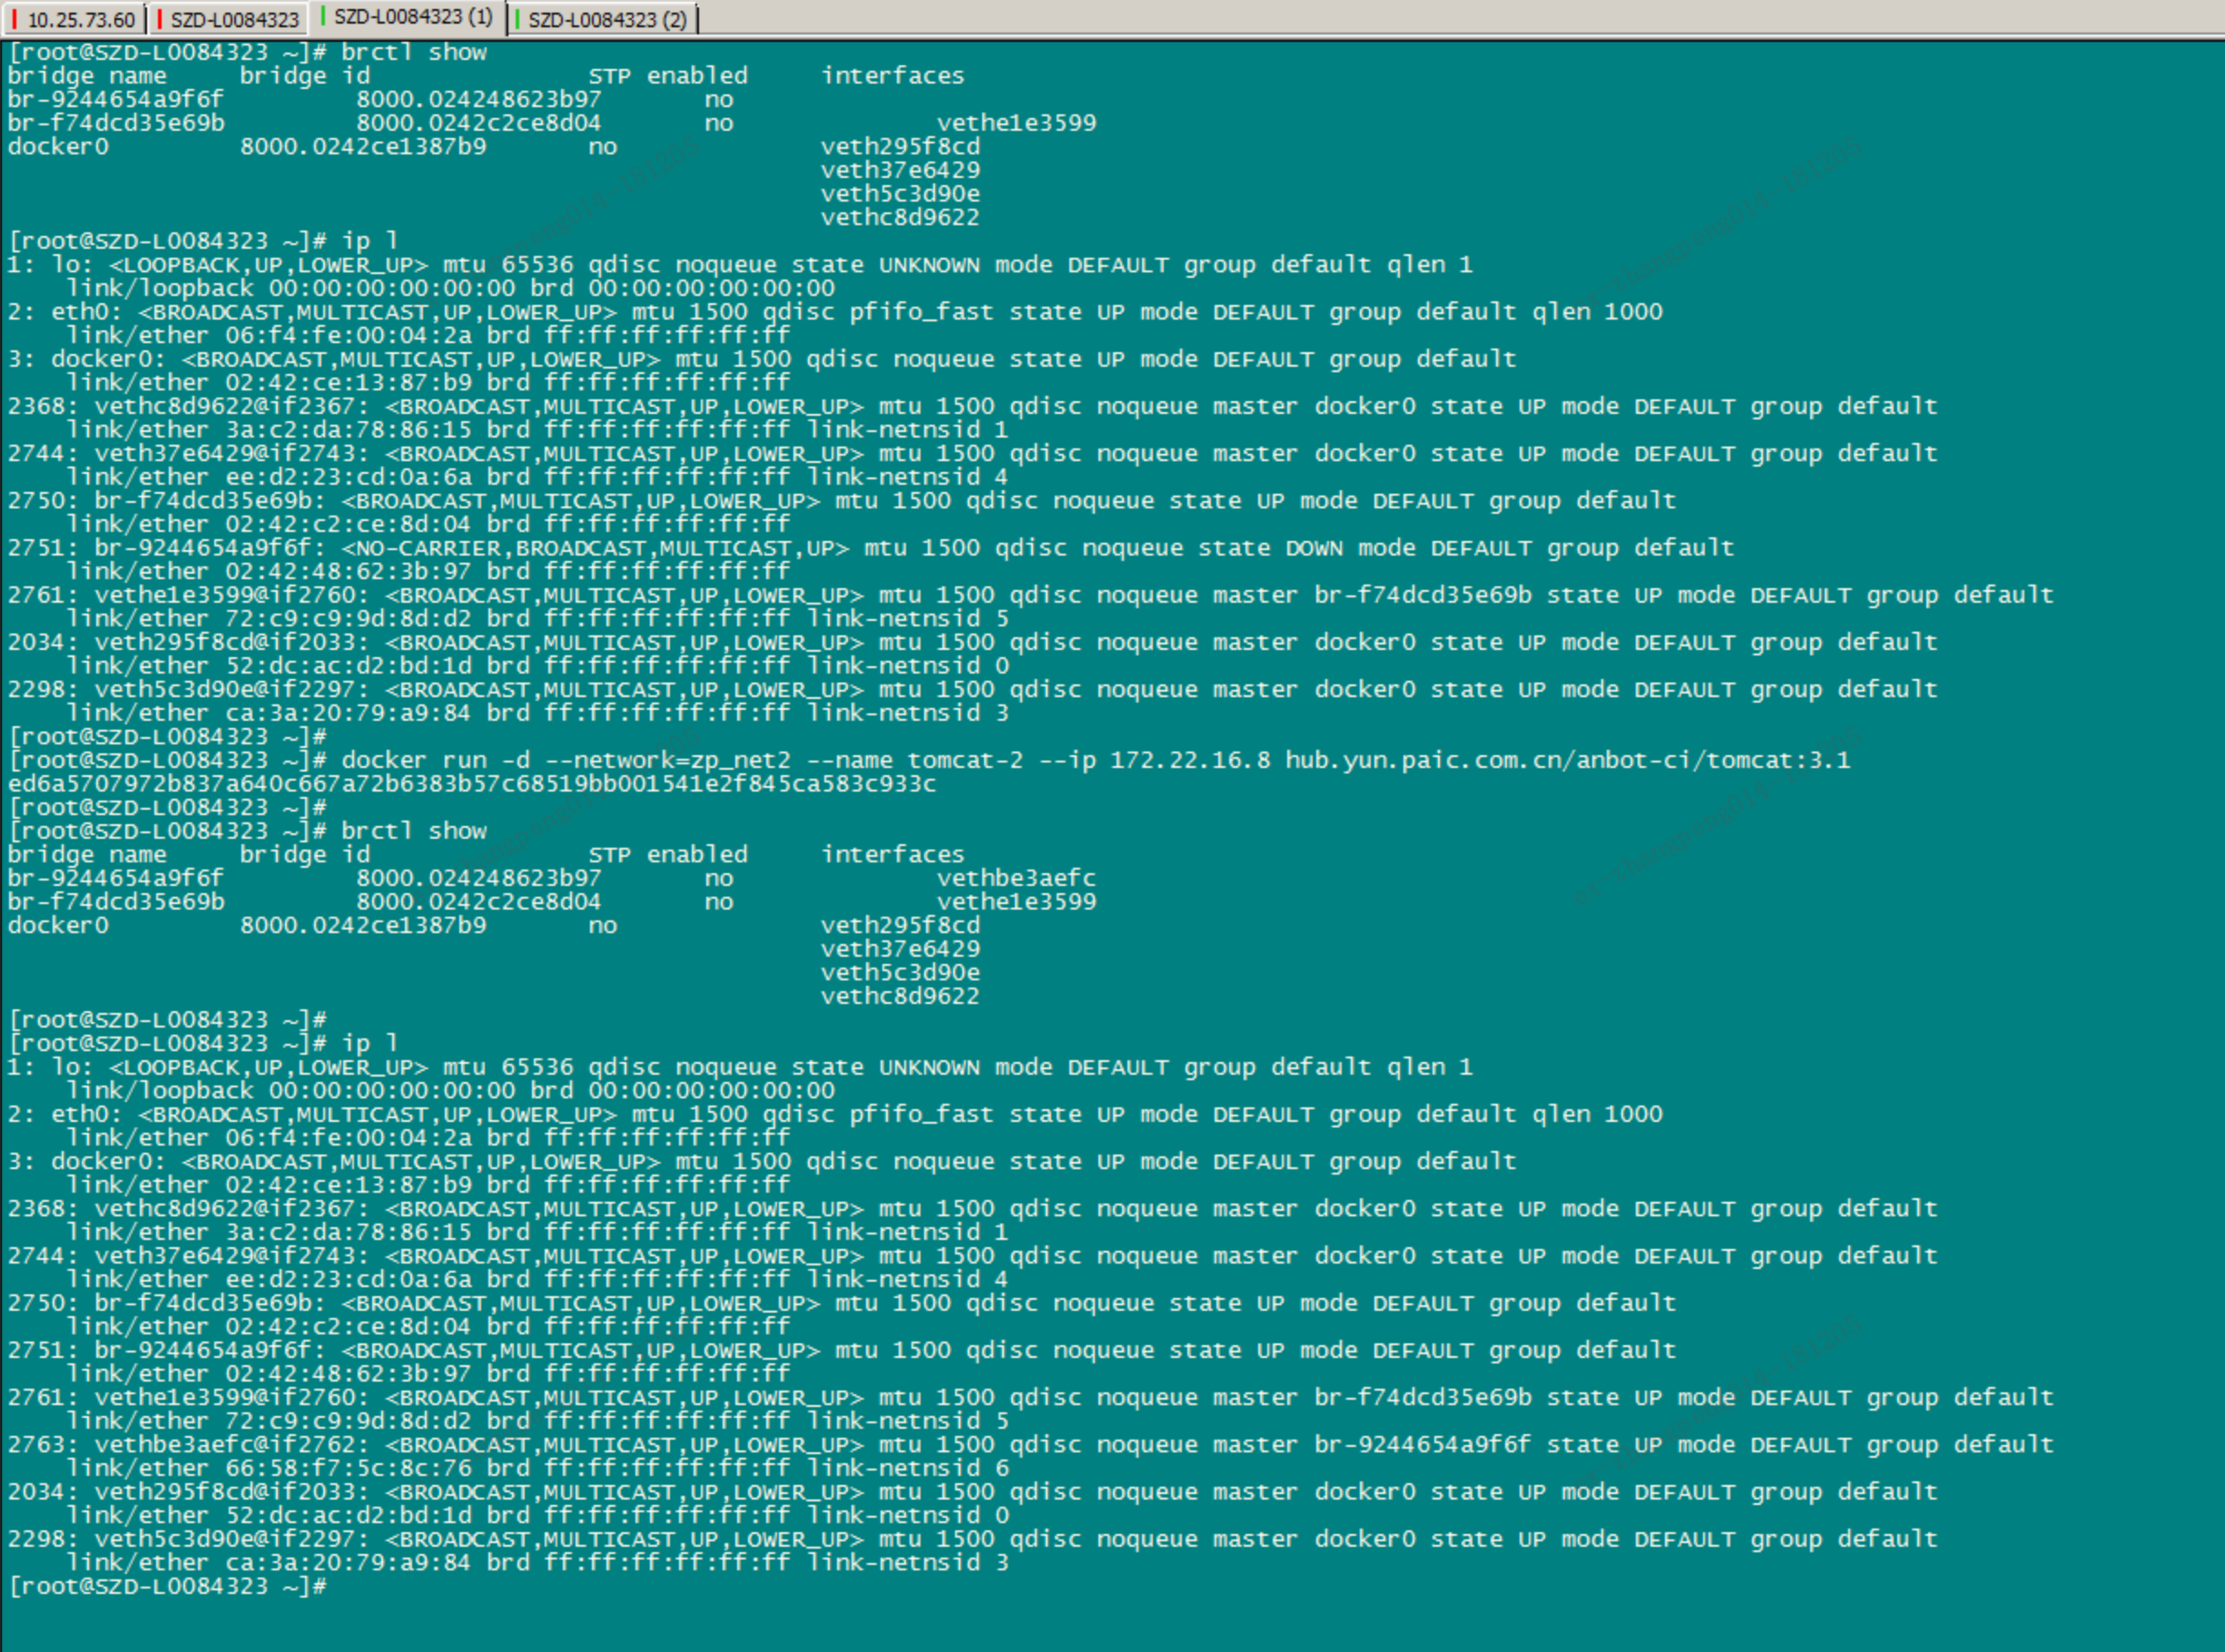 10.25.73.60 SZD-L0084323 SZD-L0084323 (1) SZD-L0084323 (2)
[root@SZD-L0084323 ~]# brctl show
bridge name bridge id STP enabled interfaces
br-9244654a9f6f 8000.024248623b97 no
br-f74dcd35e69b 8000.0242c2ce8d04 no vethe1e3599
docker0 8000.0242ce1387b9 no veth295f8cd
veth37e6429
veth5c3d90e
vethc8d9622
[root@SZD-L0084323 ~]# ip l
1: lo: <LOOPBACK,UP,LOWER_UP> mtu 65536 qdisc noqueue state UNKNOWN mode DEFAULT group default qlen 1
link/loopback 00:00:00:00:00:00 brd 00:00:00:00:00:00
2: eth0: <BROADCAST,MULTICAST,UP,LOWER_UP> mtu 1500 qdisc pfifo_fast state UP mode DEFAULT group default qlen 1000
link/ether 06:f4:fe:00:04:2a brd ff:ff:ff:ff:ff:ff
3: docker0: <BROADCAST,MULTICAST,UP,LOWER_UP> mtu 1500 qdisc noqueue state UP mode DEFAULT group default
link/ether 02:42:ce:13:87:b9 brd ff:ff:ff:ff:ff:ff
2368: vethc8d9622@if2367: <BROADCAST,MULTICAST,UP,LOWER_UP> mtu 1500 qdisc noqueue master docker0 state UP mode DEFAULT group default
link/ether 3a:c2:da:78:86:15 brd ff:ff:ff:ff:ff:ff link-netnsid 1
2744: veth37e6429@if2743: <BROADCAST,MULTICAST,UP,LOWER_UP> mtu 1500 qdisc noqueue master docker0 state UP mode DEFAULT group default
link/ether ee:d2:23:cd:0a:6a brd ff:ff:ff:ff:ff:ff link-netnsid 4
2750: br-f74dcd35e69b: <BROADCAST,MULTICAST,UP,LOWER_UP> mtu 1500 qdisc noqueue state UP mode DEFAULT group default
link/ether 02:42:c2:ce:8d:04 brd ff:ff:ff:ff:ff:ff
2751: br-9244654a9f6f: <NO-CARRIER,BROADCAST,MULTICAST,UP> mtu 1500 qdisc noqueue state DOWN mode DEFAULT group default
link/ether 02:42:48:62:3b:97 brd ff:ff:ff:ff:ff:ff
2761: vethe1e3599@if2760: <BROADCAST,MULTICAST,UP,LOWER_UP> mtu 1500 qdisc noqueue master br-f74dcd35e69b state UP mode DEFAULT group default
link/ether 72:c9:c9:9d:8d:d2 brd ff:ff:ff:ff:ff:ff link-netnsid 5
2034: veth295f8cd@if2033: <BROADCAST,MULTICAST,UP,LOWER_UP> mtu 1500 qdisc noqueue master docker0 state UP mode DEFAULT group default
link/ether 52:dc:ac:d2:bd:1d brd ff:ff:ff:ff:ff:ff link-netnsid 0
2298: veth5c3d90e@if2297: <BROADCAST,MULTICAST,UP,LOWER_UP> mtu 1500 qdisc noqueue master docker0 state UP mode DEFAULT group default
link/ether ca:3a:20:79:a9:84 brd ff:ff:ff:ff:ff:ff link-netnsid 3
[root@SZD-L0084323 ~]#
[root@SZD-L0084323 ~]# docker run -d --network=zp_net2 --name tomcat-2 --ip 172.22.16.8 hub.yun.paic.com.cn/anbot-ci/tomcat:3.1
ed6a5707972b837a640c667a72b6383b57c68519bb001541e2f845ca583c933c
[root@SZD-L0084323 ~]#
[root@SZD-L0084323 ~]# brctl show
bridge name bridge id STP enabled interfaces
br-9244654a9f6f 8000.024248623b97 no vethbe3aefc
br-f74dcd35e69b 8000.0242c2ce8d04 no vethe1e3599
docker0 8000.0242ce1387b9 no veth295f8cd
veth37e6429
veth5c3d90e
vethc8d9622
[root@SZD-L0084323 ~]#
[root@SZD-L0084323 ~]# ip l
1: lo: <LOOPBACK,UP,LOWER_UP> mtu 65536 qdisc noqueue state UNKNOWN mode DEFAULT group default qlen 1
link/loopback 00:00:00:00:00:00 brd 00:00:00:00:00:00
2: eth0: <BROADCAST,MULTICAST,UP,LOWER_UP> mtu 1500 qdisc pfifo_fast state UP mode DEFAULT group default qlen 1000
link/ether 06:f4:fe:00:04:2a brd ff:ff:ff:ff:ff:ff
3: docker0: <BROADCAST,MULTICAST,UP,LOWER_UP> mtu 1500 qdisc noqueue state UP mode DEFAULT group default
link/ether 02:42:ce:13:87:b9 brd ff:ff:ff:ff:ff:ff
2368: vethc8d9622@if2367: <BROADCAST,MULTICAST,UP,LOWER_UP> mtu 1500 qdisc noqueue master docker0 state UP mode DEFAULT group default
link/ether 3a:c2:da:78:86:15 brd ff:ff:ff:ff:ff:ff link-netnsid 1
2744: veth37e6429@if2743: <BROADCAST,MULTICAST,UP,LOWER_UP> mtu 1500 qdisc noqueue master docker0 state UP mode DEFAULT group default
link/ether ee:d2:23:cd:0a:6a brd ff:ff:ff:ff:ff:ff link-netnsid 4
2750: br-f74dcd35e69b: <BROADCAST,MULTICAST,UP,LOWER_UP> mtu 1500 qdisc noqueue state UP mode DEFAULT group default
link/ether 02:42:c2:ce:8d:04 brd ff:ff:ff:ff:ff:ff
2751: br-9244654a9f6f: <BROADCAST,MULTICAST,UP,LOWER_UP> mtu 1500 qdisc noqueue state UP mode DEFAULT group default
link/ether 02:42:48:62:3b:97 brd ff:ff:ff:ff:ff:ff
2761: vethe1e3599@if2760: <BROADCAST,MULTICAST,UP,LOWER_UP> mtu 1500 qdisc noqueue master br-f74dcd35e69b state UP mode DEFAULT group default
link/ether 72:c9:c9:9d:8d:d2 brd ff:ff:ff:ff:ff:ff link-netnsid 5
2763: vethbe3aefc@if2762: <BROADCAST,MULTICAST,UP,LOWER_UP> mtu 1500 qdisc noqueue master br-9244654a9f6f state UP mode DEFAULT group default
link/ether 66:58:f7:5c:8c:76 brd ff:ff:ff:ff:ff:ff link-netnsid 6
2034: veth295f8cd@if2033: <BROADCAST,MULTICAST,UP,LOWER_UP> mtu 1500 qdisc noqueue master docker0 state UP mode DEFAULT group default
link/ether 52:dc:ac:d2:bd:1d brd ff:ff:ff:ff:ff:ff link-netnsid 0
2298: veth5c3d90e@if2297: <BROADCAST,MULTICAST,UP,LOWER_UP> mtu 1500 qdisc noqueue master docker0 state UP mode DEFAULT group default
link/ether ca:3a:20:79:a9:84 brd ff:ff:ff:ff:ff:ff link-netnsid 3
[root@SZD-L0084323 ~]#